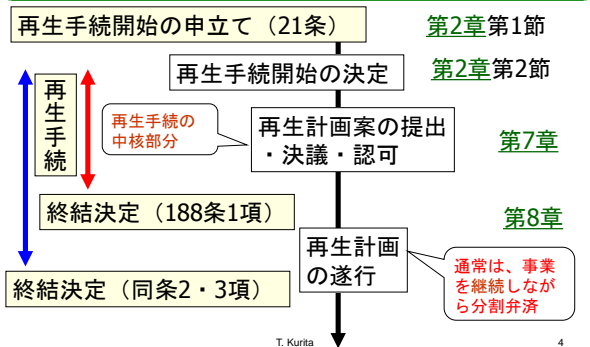 再生手続開始の申立て（21条）
第2章第1節
再生手続開始の決定
第2章第2節
再生手続
再生手続の
中核部分
再生計画案の提出
・決議・認可
第7章
終結決定（188条1項）
第8章
再生計画
の遂行
通常は、事業
を継続しなが
ら分割弁済
終結決定（同条2・3項）
T. Kurita
4